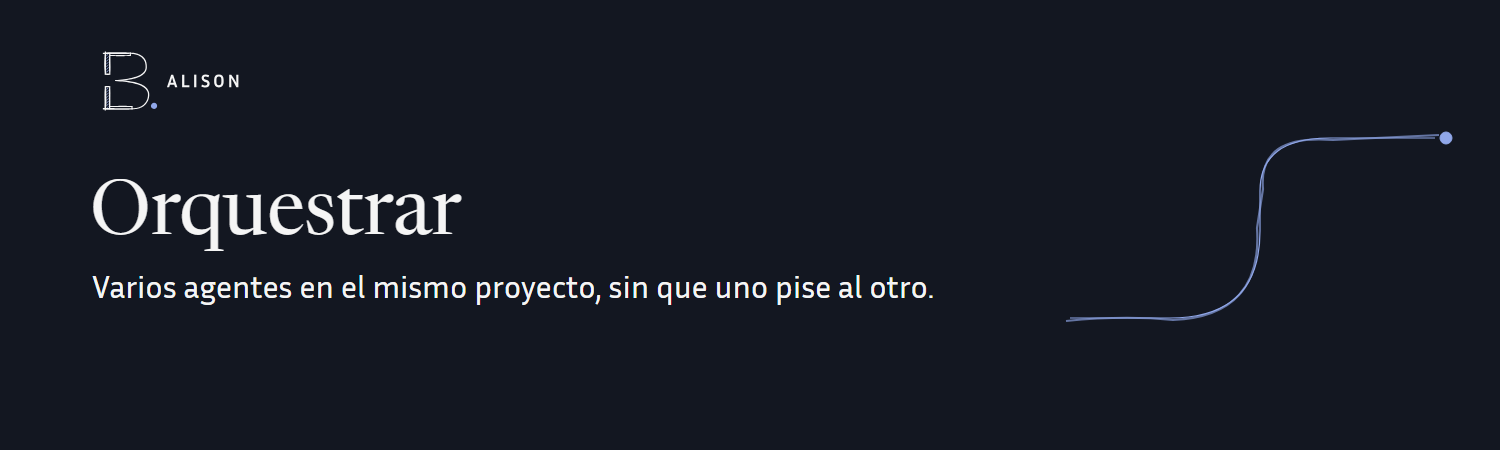 B. ALISON
Orquestrar
Varios agentes en el mismo proyecto, sin que uno pise al otro.